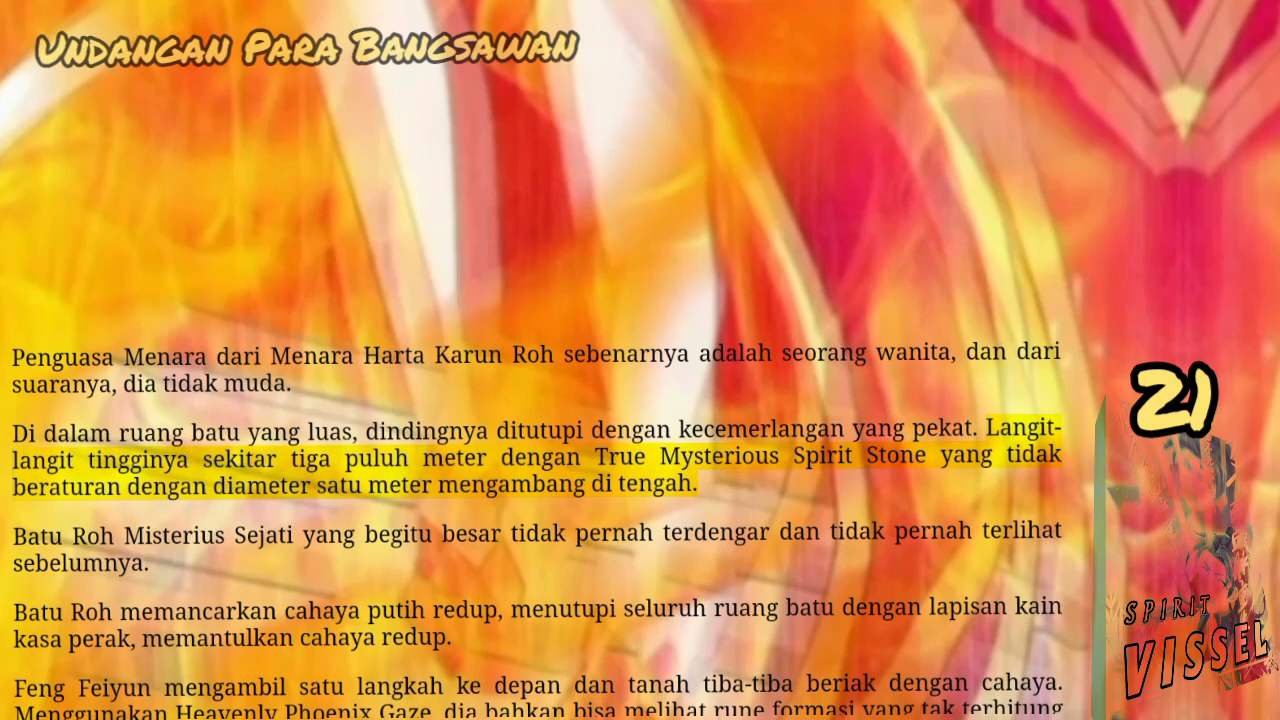 Undangan Para Bangsawan
Penguasa Menara dari Menara Harta Karun Roh sebenarnya adalah seorang wanita, dan dari
suaranya, dia tidak muda.
Di dalam ruang batu yang luas, dindingnya ditutupi dengan kecemerlangan yang pekat. Langit-
langit tingginya sekitar tiga puluh meter dengan True Mysterious Spirit Stone yang tidak
beraturan dengan diameter satu meter mengambang di tengah.
Batu Roh Misterius Sejati yang begitu besar tidak pernah terdengar dan tidak pernah terlihat
sebelumnya.
Batu Roh memancarkan cahaya putih redup, menutupi seluruh ruang batu dengan lapisan kain
kasa perak, memantulkan cahaya redup.
Feng Feiyun mengambil satu langkah ke depan dan tanah tiba-tiba beriak dengan cahaya.
Menggunakan Heavenly Phoenix Gaze, dia bahkan bisa melihat rune formasi yang tak terhitung
21
SPIRIT
VISSEL